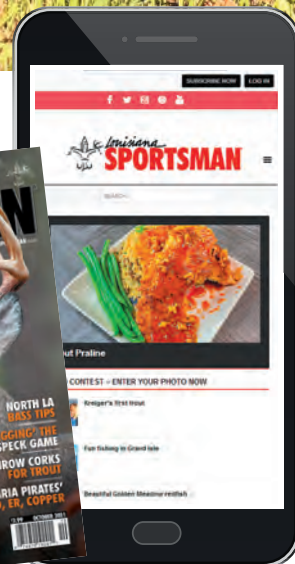 SUBSCRIBE NOW LOG IN
Louisiana
SPORTSMAN
SEARCH...
out Praline
CONTEST – ENTER YOUR PHOTO NOW
Kreiger's first trout
Fun fishing in Grand Isle
Beautiful Golden Meadow redfish
N
NORTH LA
BASS TIPS
GGING' THE
SPECK GAME
ROW CORKS
FOR TROUT
ARIA PIRATES'
, ER, COPPER
OCTOBER 2021